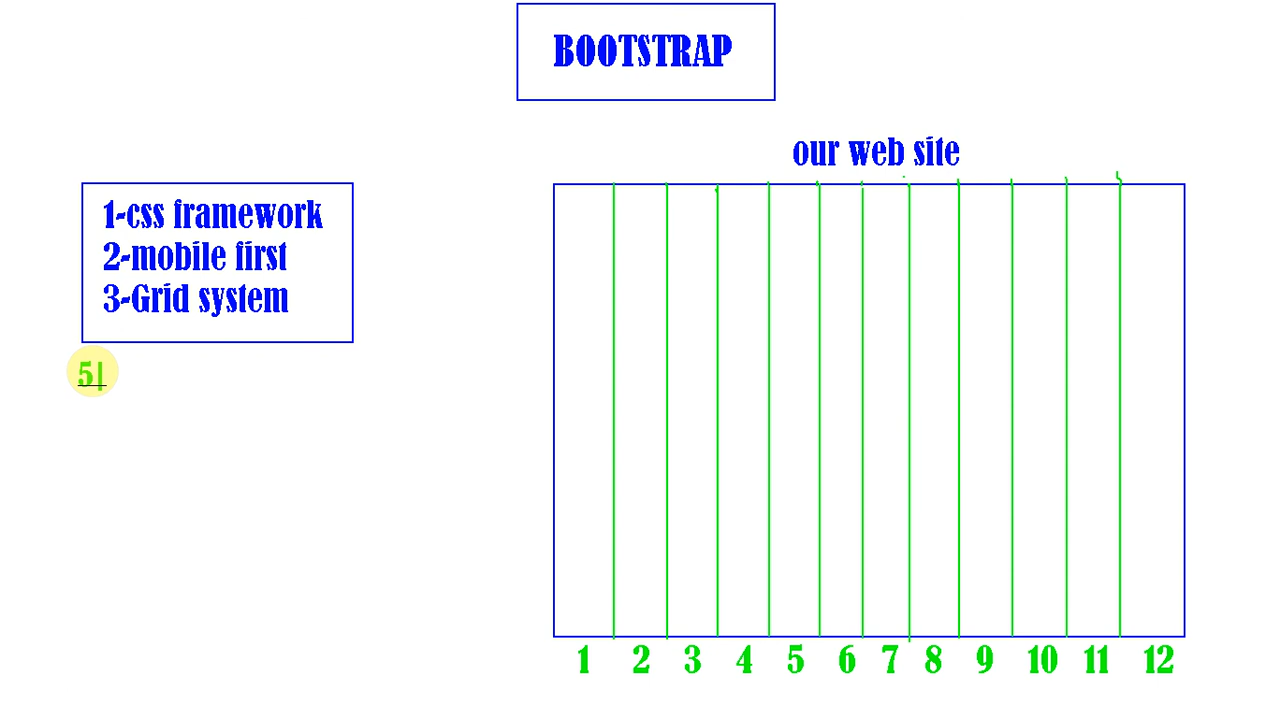 BOOTSTRAP
our web site
1-css framework
2-mobile first
3-Grid system
5
1 2 3 4 5 6 7 8 9 10 11 12